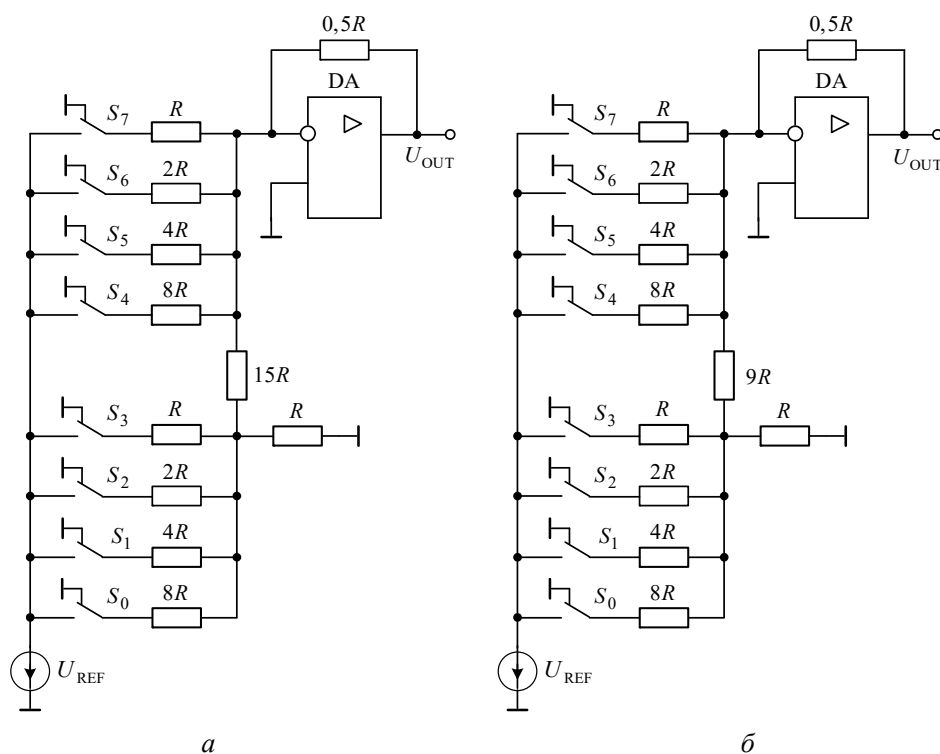 0,5R
DA
S7 R
UOUT
S6 2R
S5 4R
S4 8R
15R
S3 R R
S2 2R
S1 4R
S0 8R
UREF
а
0,5R
DA
S7 R
UOUT
S6 2R
S5 4R
S4 8R
9R
S3 R R
S2 2R
S1 4R
S0 8R
UREF
б